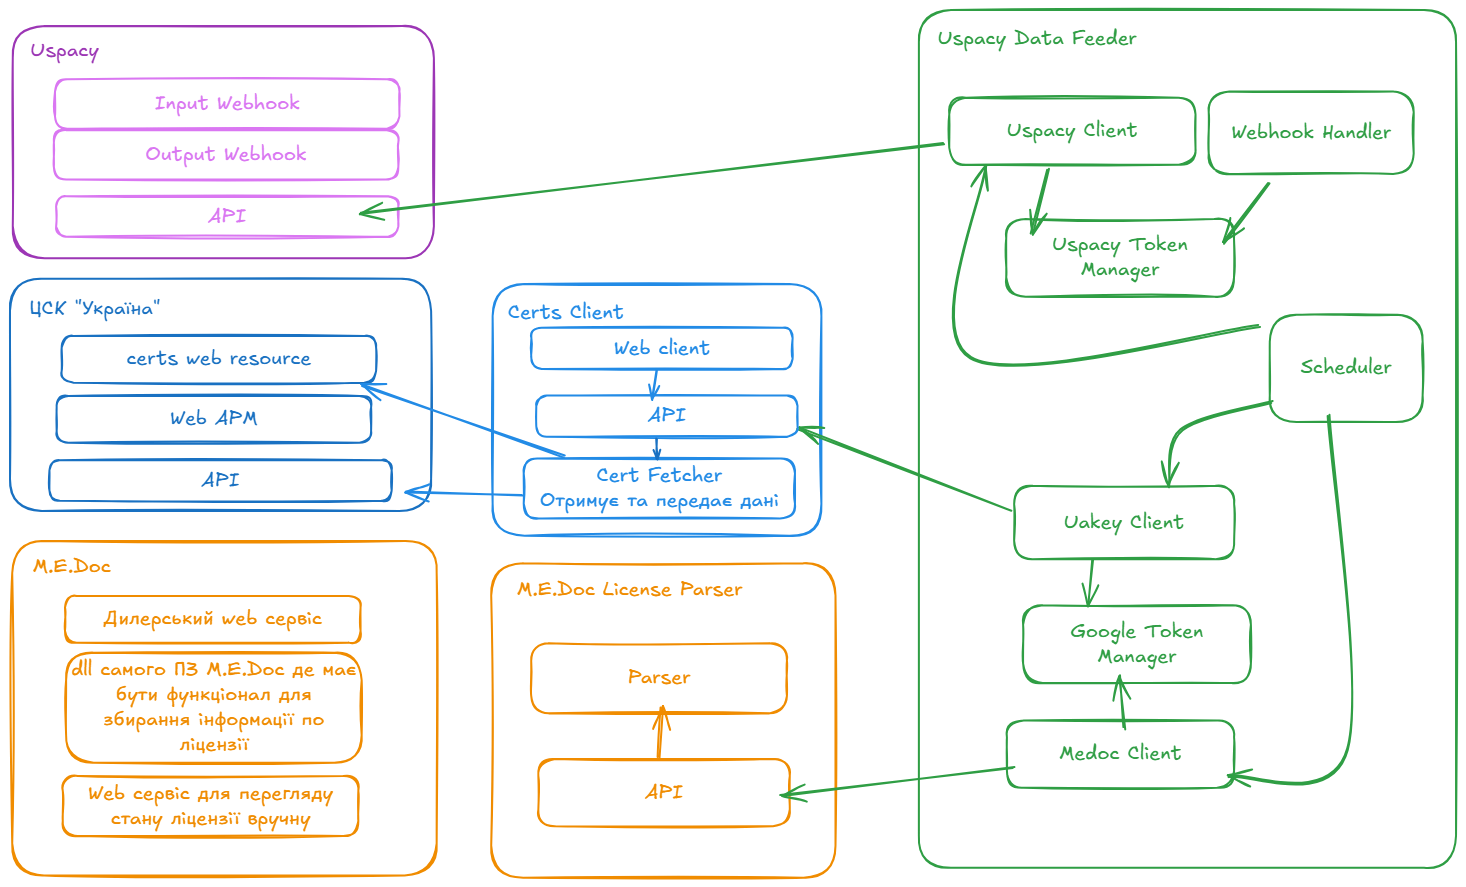 Uspacy
Input Webhook
Output Webhook
API
ЦСК "Україна"
certs web resource
Web АРМ
API
M.E.Doc
Дилерський web сервіс
dll самого ПЗ M.E.Doc де має
бути функціонал для
збирання інформації по
ліцензії
Web сервіс для перегляду
стану ліцензії вручну
Certs Client
Web client
API
Cert Fetcher
Отримує та передає дані
M.E.Doc License Parser
Parser
API
Uspacy Data Feeder
Uspacy Client
Webhook Handler
Uspacy Token
Manager
Scheduler
Uakey Client
Google Token
Manager
Medoc Client